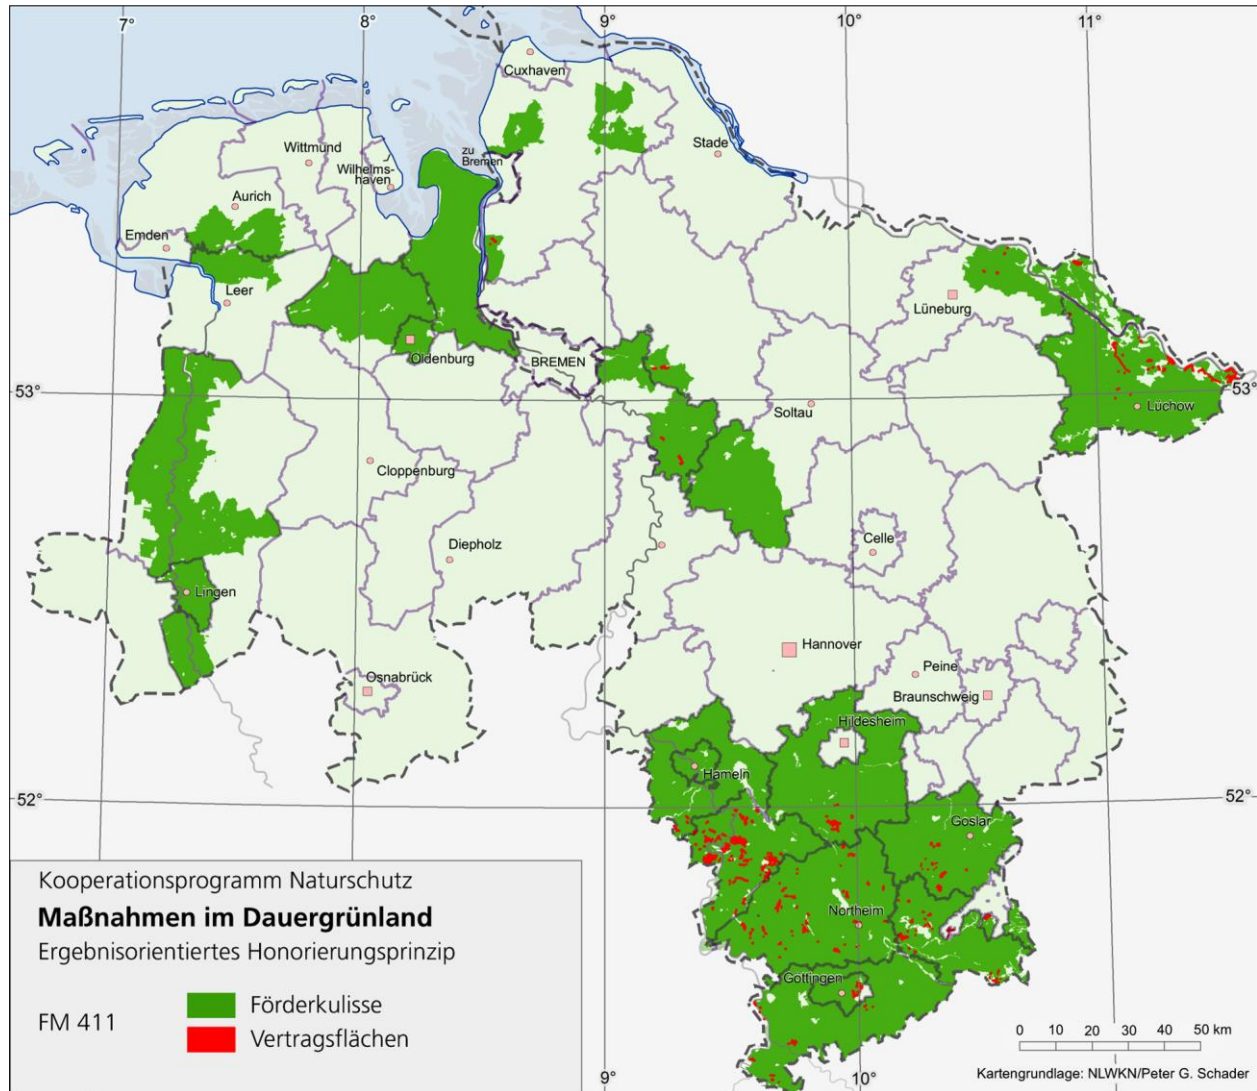 7° 8° 9° 10° 11°
Cuxhaven
Stade
zu
Bremen
Wittmund
Wilhelms-
haven
Aurich
Emden
Leer
Lüneburg
Oldenburg
BREMEN
53° 53°
Soltau
Lüchow
Cloppenburg
Diepholz
Celle
Lingen
Hannover
Peine
Osnabrück
Braunschweig
Hildesheim
Hameln
52° 52°
Goslar
Northeim
Göttingen
Kooperationsprogramm Naturschutz
Maßnahmen im Dauergrünland
Ergebnisorientiertes Honorierungsprinzip
FM 411
Förderkulisse
Vertragsflächen
0 10 20 30 40 50 km
Kartengrundlage: NLWKN/Peter G. Schader
9° 10°